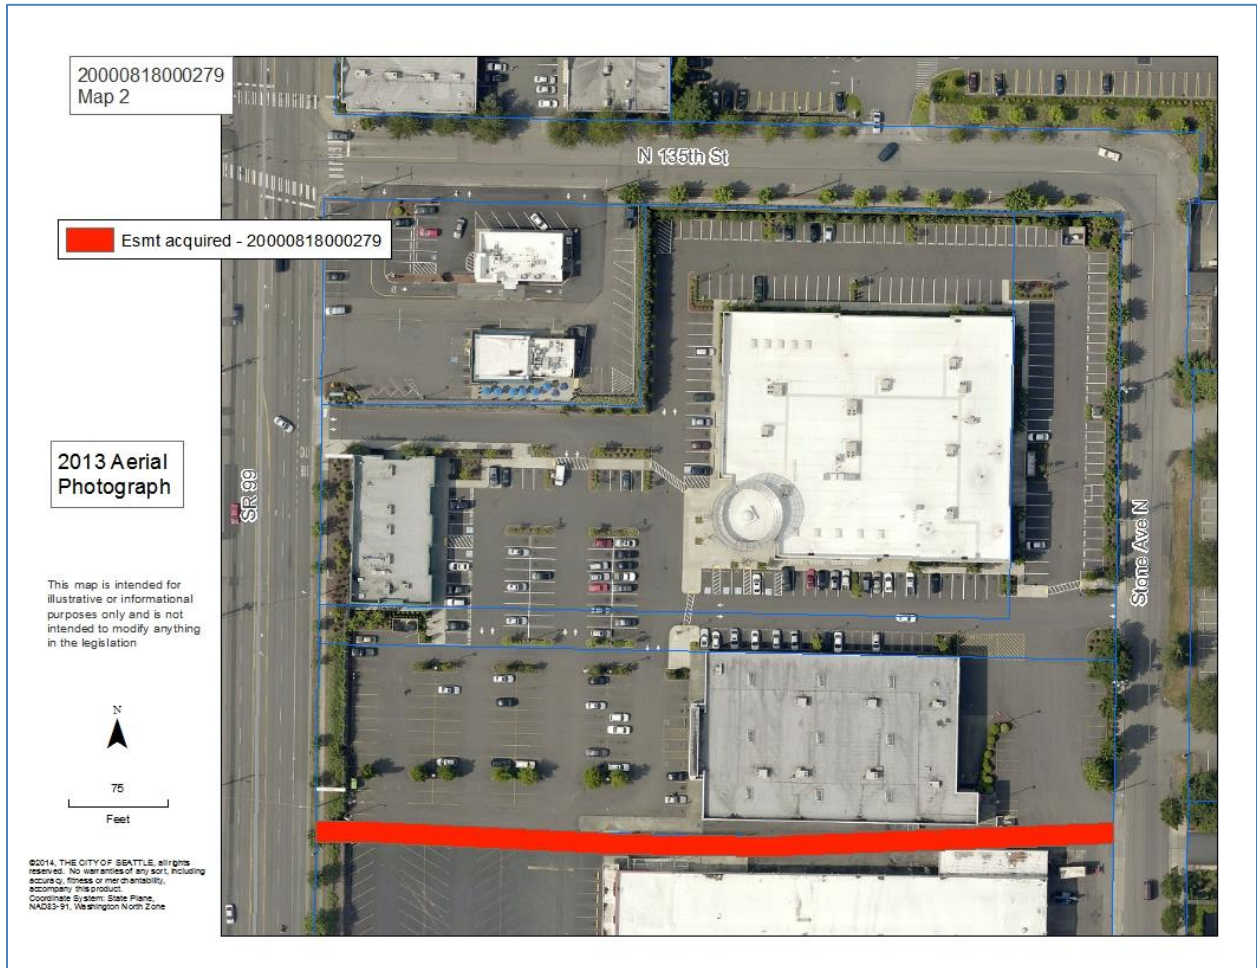 20000818000279
Map 2
N 135th St
Esmt acquired - 20000818000279
2013 Aerial
Photograph
SR 99
Stone Ave N
This map is intended for
illustrative or informational
purposes only and is not
intended to modify anything
in the legislation
N
75
Feet
©2014, THE CITY OF SEATTLE, all rights
reserved. No warranties of any sort, including
accuracy, fitness or merchantability,
accompany this product.
Coordinate System: State Plane,
NAD83-91, Washington North Zone